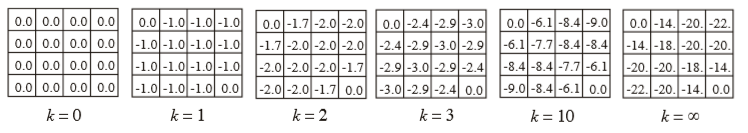 0.0 0.0 0.0 0.0
0.0 0.0 0.0 0.0
0.0 0.0 0.0 0.0
0.0 0.0 0.0 0.0
k = 0
0.0 -1.0 -1.0 -1.0
-1.0 -1.0 -1.0 -1.0
-1.0 -1.0 -1.0 -1.0
-1.0 -1.0 -1.0 0.0
k = 1
0.0 -1.7 -2.0 -2.0
-1.7 -2.0 -2.0 -2.0
-2.0 -2.0 -2.0 -1.7
-2.0 -2.0 -1.7 0.0
k = 2
0.0 -2.4 -2.9 -3.0
-2.4 -2.9 -3.0 -2.9
-2.9 -3.0 -2.9 -2.4
-3.0 -2.9 -2.4 0.0
k = 3
0.0 -6.1 -8.4 -9.0
-6.1 -7.7 -8.4 -8.4
-8.4 -8.4 -7.7 -6.1
-9.0 -8.4 -6.1 0.0
k = 10
0.0 -14. -20. -22.
-14. -18. -20. -20.
-20. -20. -18. -14.
-22. -20. -14. 0.0
k = ∞